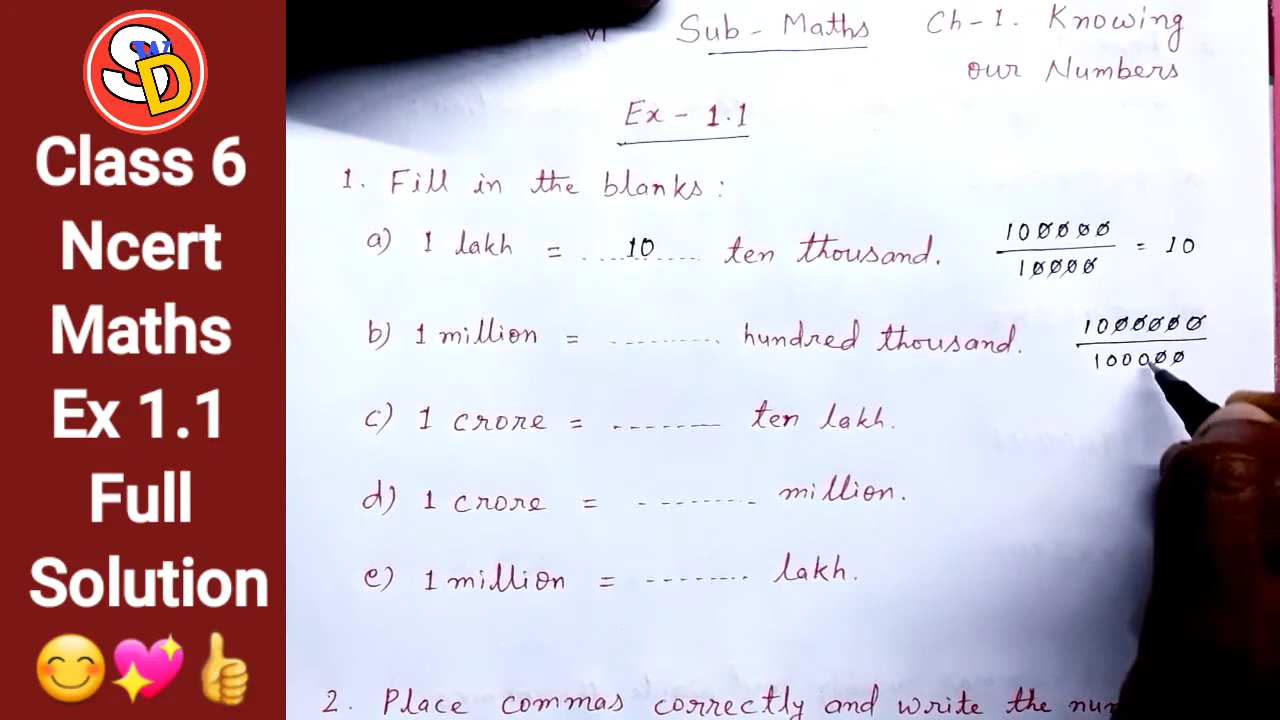 SWD
Class 6
Ncert
Maths
Ex 1.1
Full
Solution
VI Sub - Maths Ch - 1. Knowing
our Numbers
Ex - 1.1
1. Fill in the blanks :
a) 1 lakh = .....10..... ten thousand. 100000/10000 = 10
b) 1 million = .......... hundred thousand. 1000000/100000
c) 1 crore = ------- ten lakh.
d) 1 crore = -------- million.
e) 1 million = -------- lakh.
2. Place commas correctly and write the